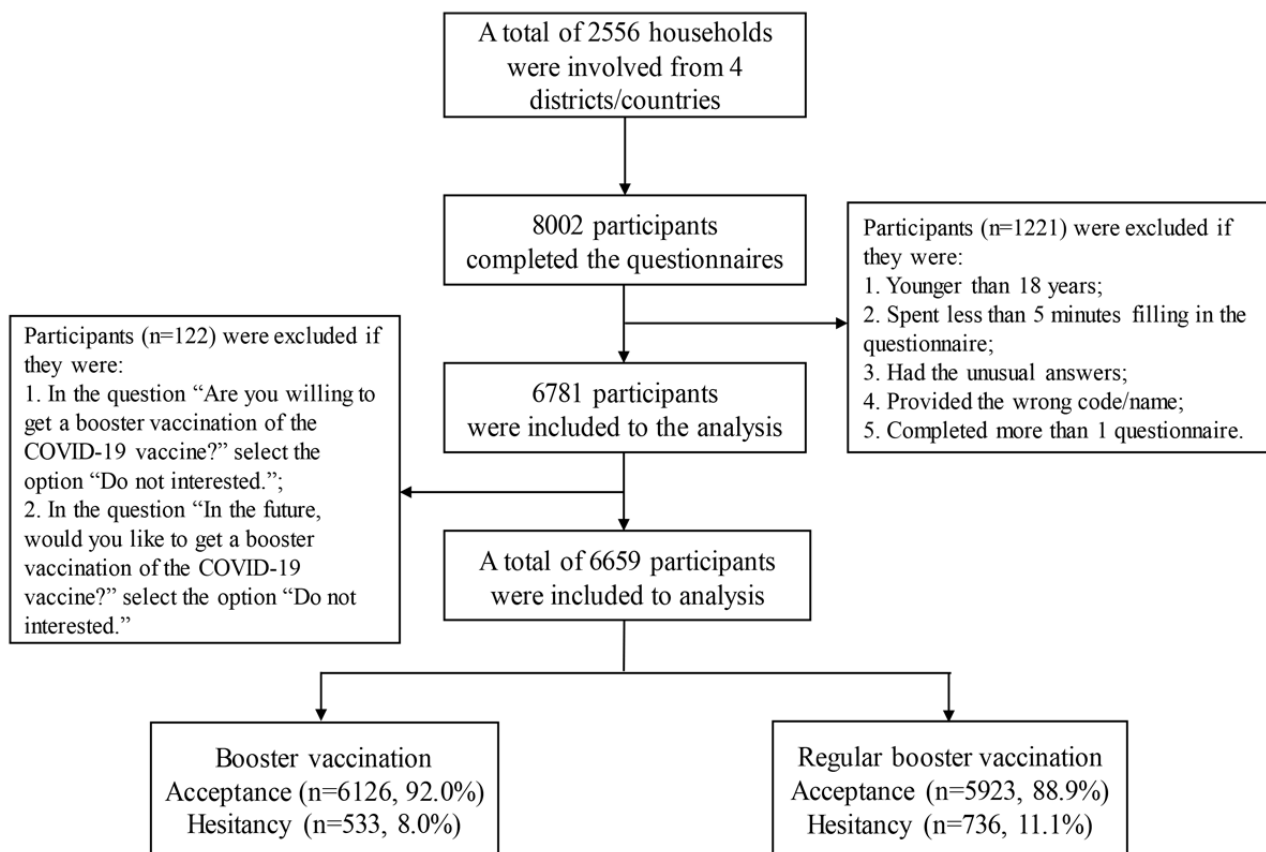 A total of 2556 households
were involved from 4
districts/countries
8002 participants
completed the questionnaires
Participants (n=1221) were excluded if
they were:
1. Younger than 18 years;
2. Spent less than 5 minutes filling in the
questionnaire;
3. Had the unusual answers;
4. Provided the wrong code/name;
5. Completed more than 1 questionnaire.
6781 participants
were included to the analysis
Participants (n=122) were excluded if
they were:
1. In the question “Are you willing to
get a booster vaccination of the
COVID-19 vaccine?” select the
option “Do not interested.”;
2. In the question “In the future,
would you like to get a booster
vaccination of the COVID-19
vaccine?” select the option “Do not
interested.”
A total of 6659 participants
were included to analysis
Booster vaccination
Acceptance (n=6126, 92.0%)
Hesitancy (n=533, 8.0%)
Regular booster vaccination
Acceptance (n=5923, 88.9%)
Hesitancy (n=736, 11.1%)